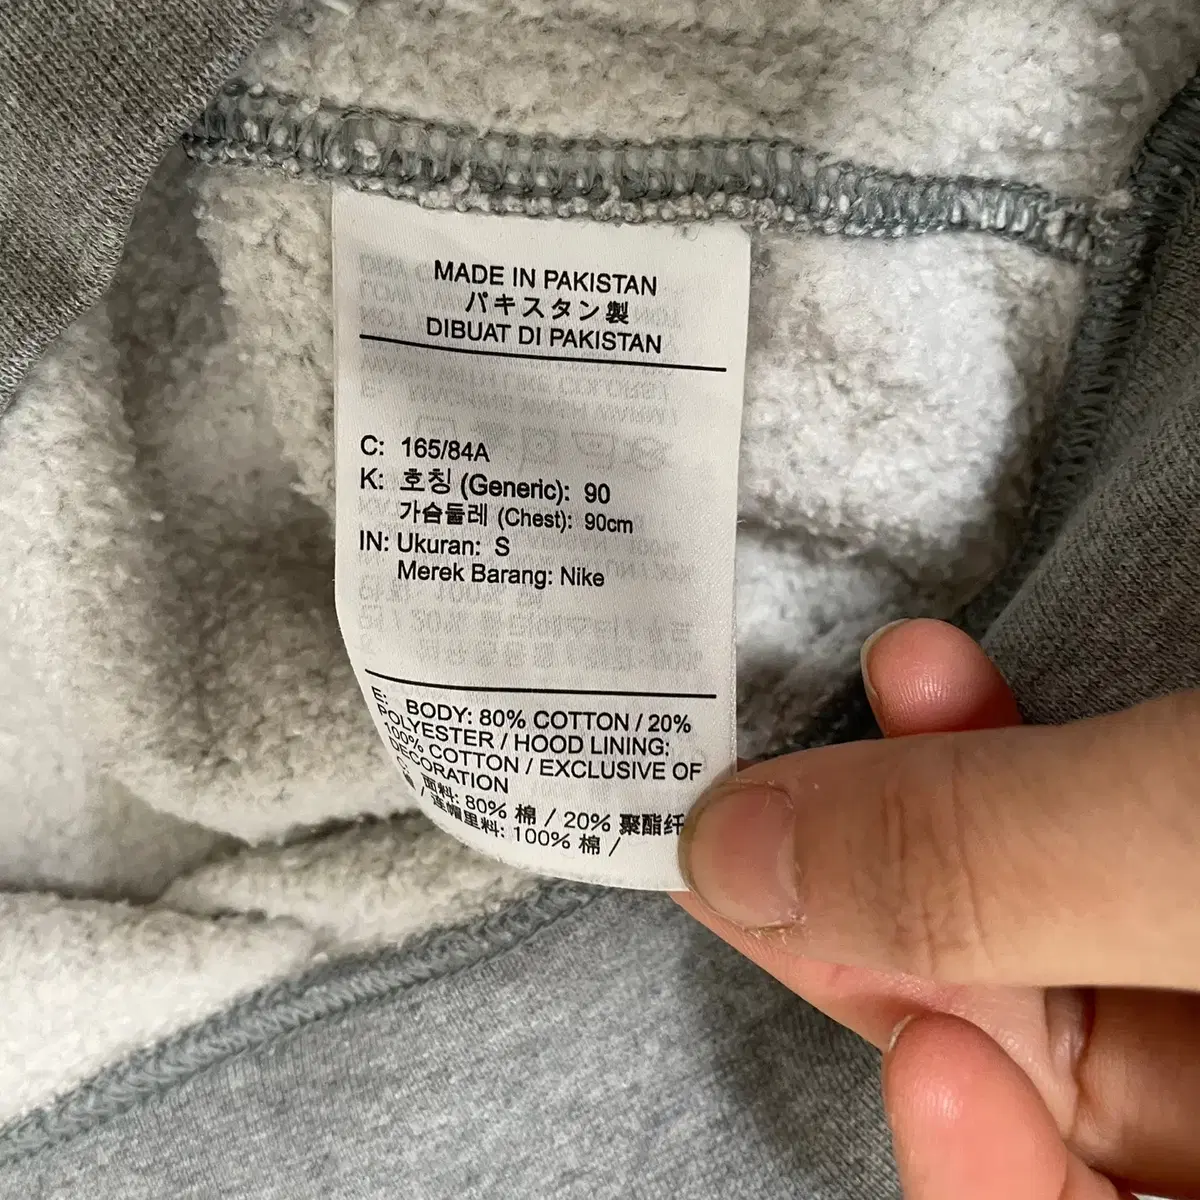 MADE IN PAKISTAN
パキスタン製
DIBUAT DI PAKISTAN
C: 165/84A
K: 호칭 (Generic): 90
가슴둘레 (Chest): 90cm
IN: Ukuran: S
Merek Barang: Nike
E: BODY: 80% COTTON / 20%
POLYESTER / HOOD LINING:
100% COTTON / EXCLUSIVE OF
DECORATION
C: 面料: 80% 棉 / 20% 聚酯纤
/ 连帽里料: 100% 棉 /